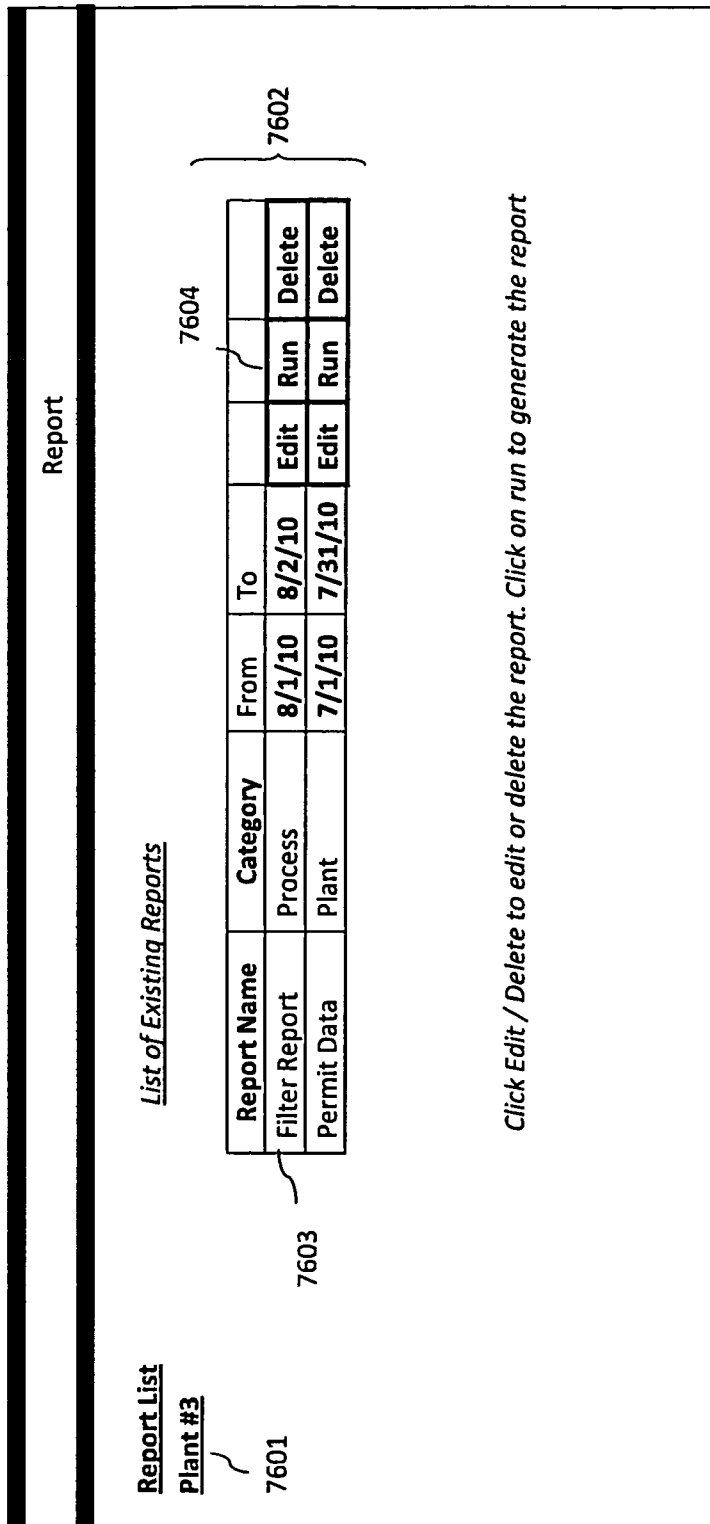 Report
Report List
Plant #3
7601
List of Existing Reports
7602
7604
Report Name Category From To
Filter Report Process 8/1/10 8/2/10 Edit Run Delete
Permit Data Plant 7/1/10 7/31/10 Edit Run Delete
7603
Click Edit / Delete to edit or delete the report. Click on run to generate the report